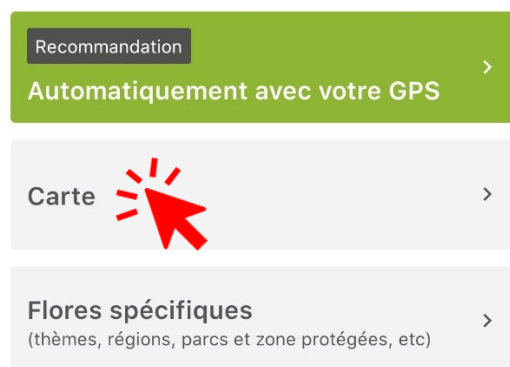 Recommandation
Automatiquement avec votre GPS
Carte
Flores spécifiques
(thèmes, régions, parcs et zone protégées, etc)